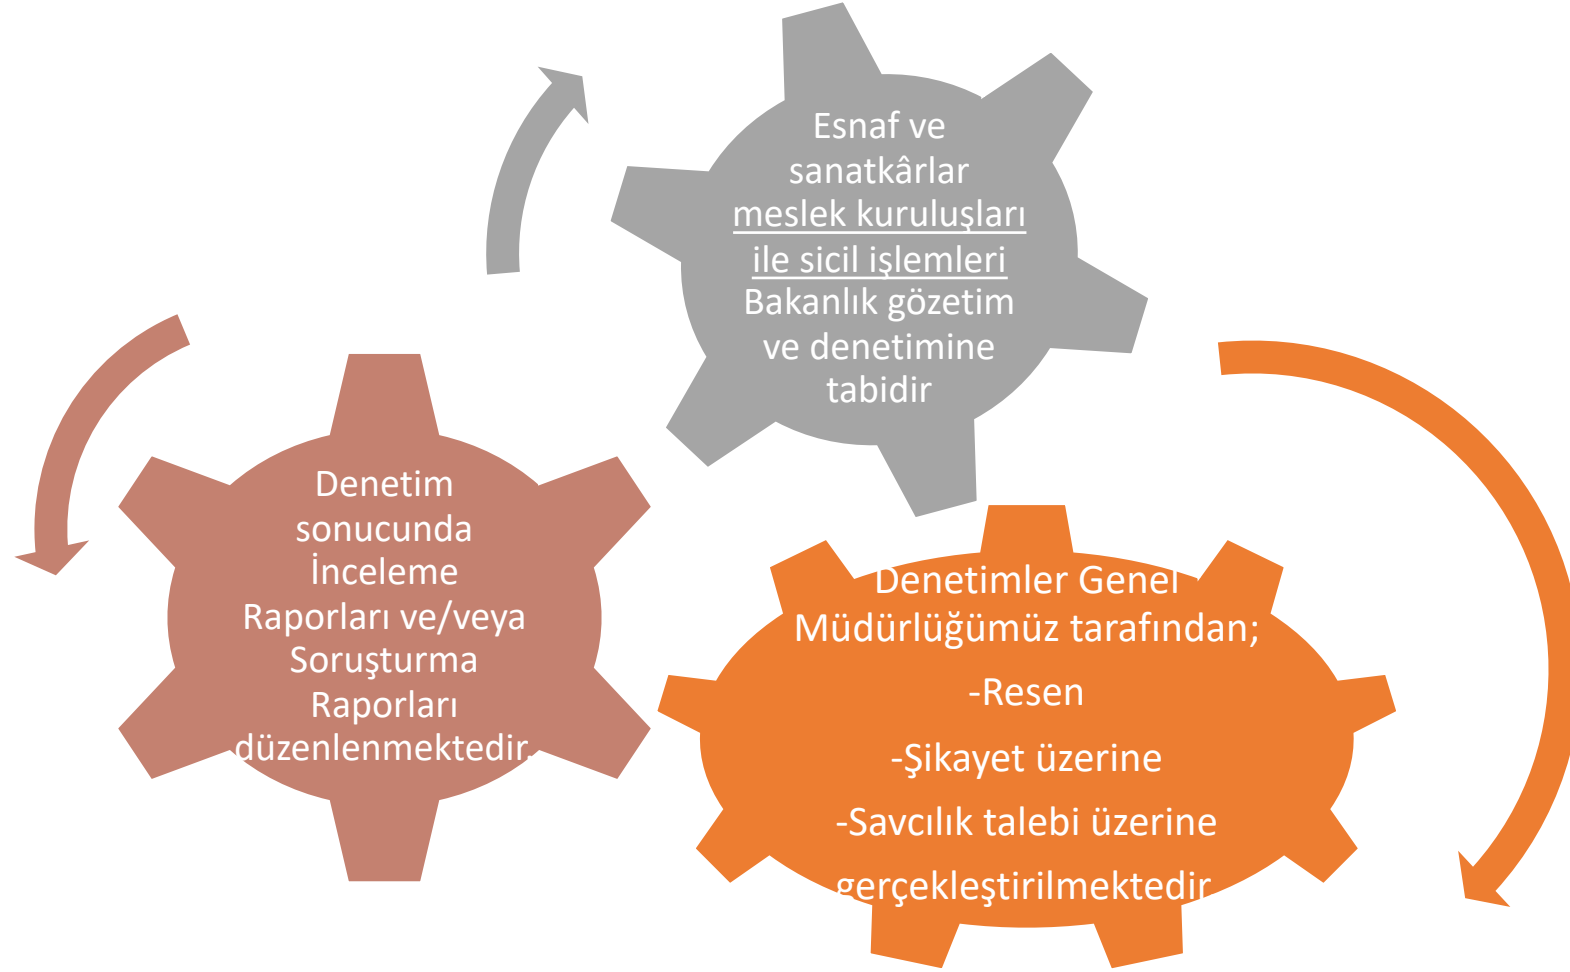 Esnaf ve
sanatkârlar
meslek kuruluşları
ile sicil işlemleri
Bakanlık gözetim
ve denetimine
tabidir
Denetim
sonucunda
İnceleme
Raporları ve/veya
Soruşturma
Raporları
düzenlenmektedir.
Denetimler Genel
Müdürlüğümüz tarafından;
-Resen
-Şikayet üzerine
-Savcılık talebi üzerine
gerçekleştirilmektedir